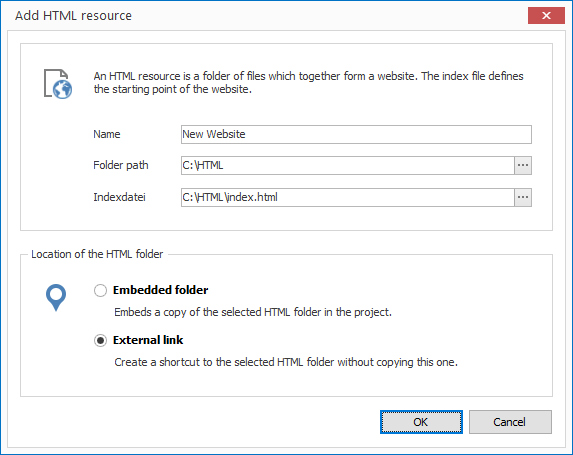 Add HTML resource
An HTML resource is a folder of files which together form a website. The index file defines
the starting point of the website.
Name New Website
Folder path C:\HTML ...
Indexdatei C:\HTML\index.html ...
Location of the HTML folder
Embedded folder
Embeds a copy of the selected HTML folder in the project.
External link
Create a shortcut to the selected HTML folder without copying this one.
OK Cancel